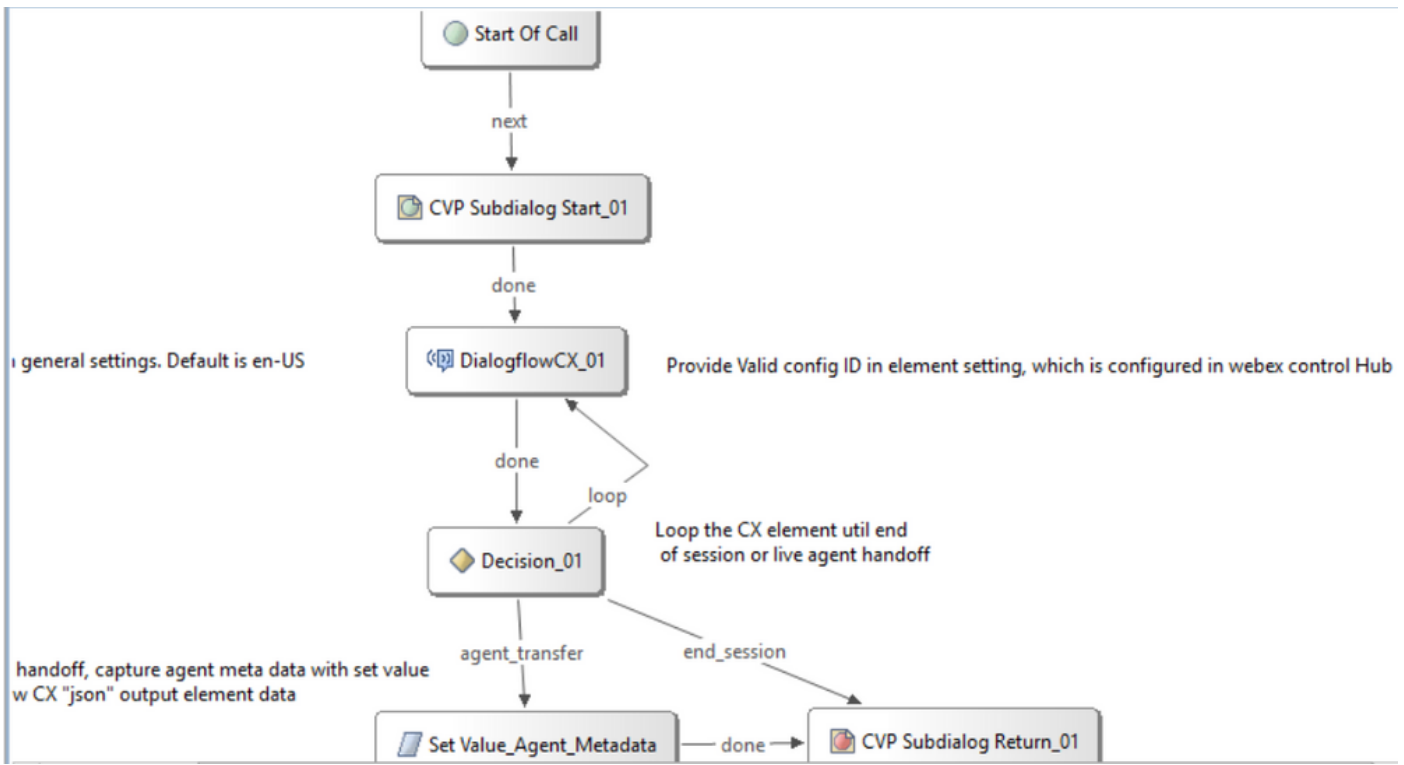 Start Of Call
next
CVP Subdialog Start_01
done
general settings. Default is en-US
DialogflowCX_01
Provide Valid config ID in element setting, which is configured in webex control Hub
done
loop
Loop the CX element util end
of session or live agent handoff
Decision_01
agent_transfer
end_session
handoff, capture agent meta data with set value
w CX "json" output element data
Set Value_Agent_Metadata
done
CVP Subdialog Return_01